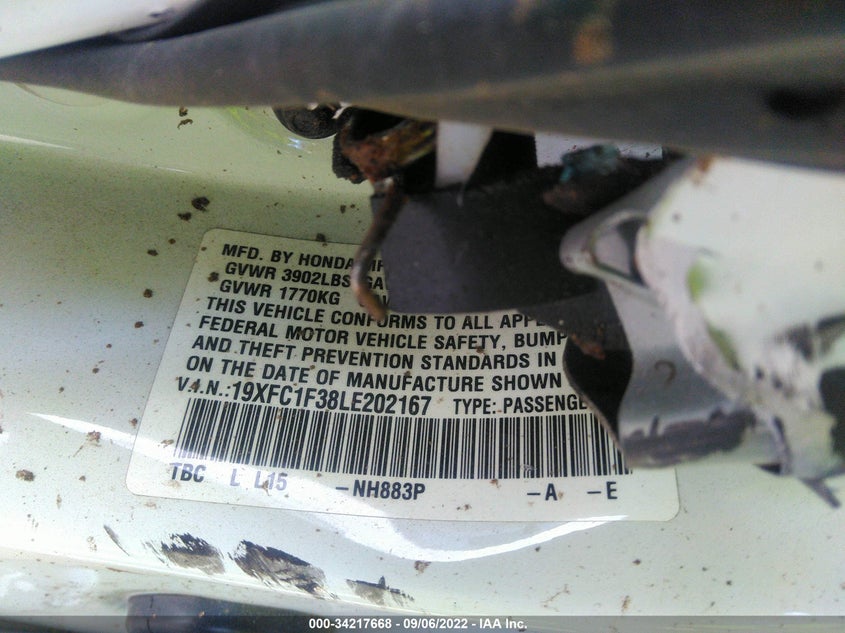 MFD. BY HONDA
GVWR 3902LBS
GVWR 1770KG
THIS VEHICLE CONFORMS TO ALL
FEDERAL MOTOR VEHICLE SAFETY, BUMP
AND THEFT PREVENTION STANDARDS IN
ON THE DATE OF MANUFACTURE SHOWN
V.I.N.:19XFC1F38LE202167 TYPE: PASSENGE
TBC L L15 -NH883P -A -E
000-34217668 - 09/06/2022 - IAA Inc.